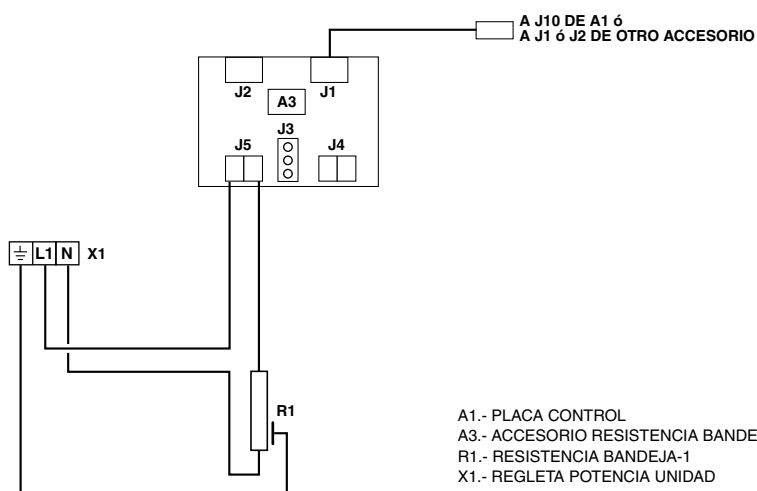 A J10 DE A1 ó
A J1 ó J2 DE OTRO ACCESORIO
J2
J1
A3
J3
J5
J4
L1 N X1
R1
A1.- PLACA CONTROL
A3.- ACCESORIO RESISTENCIA BANDE
R1.- RESISTENCIA BANDEJA-1
X1.- REGLETA POTENCIA UNIDAD